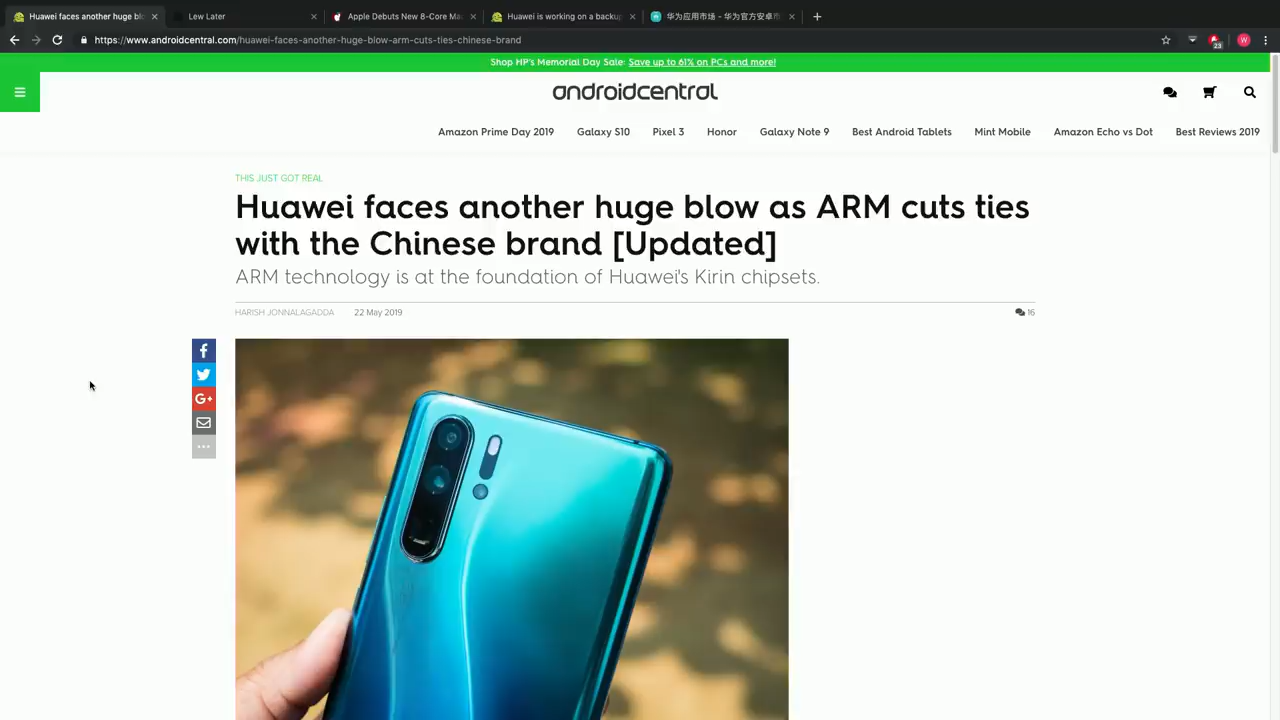 Huawei faces another huge blo
Lew Later
Apple Debuts New 8-Core Ma
Huawei is working on a backup
华为应用市场 - 华为官方安卓市
https://www.androidcentral.com/huawei-faces-another-huge-blow-arm-cuts-ties-chinese-brand
23
W
Shop HP's Memorial Day Sale: Save up to 61% on PCs and more!
androidcentral
Amazon Prime Day 2019 Galaxy S10 Pixel 3 Honor Galaxy Note 9 Best Android Tablets Mint Mobile Amazon Echo vs Dot Best Reviews 2019
THIS JUST GOT REAL
Huawei faces another huge blow as ARM cuts ties
with the Chinese brand [Updated]
ARM technology is at the foundation of Huawei's Kirin chipsets.
HARISH JONNALAGADDA 22 May 2019 16
G+